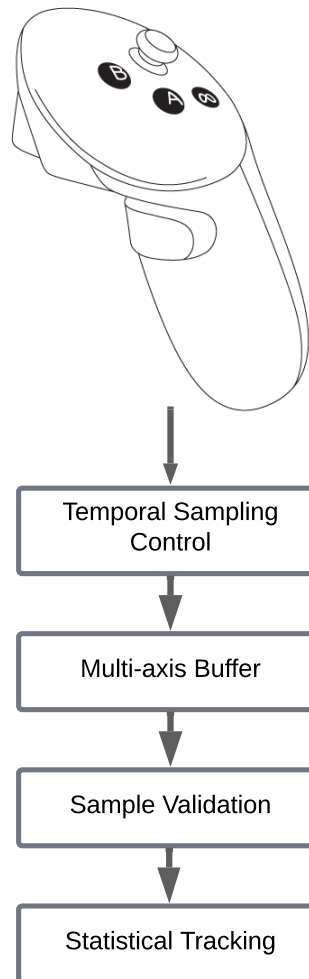 B
A
Temporal Sampling
Control
Multi-axis Buffer
Sample Validation
Statistical Tracking